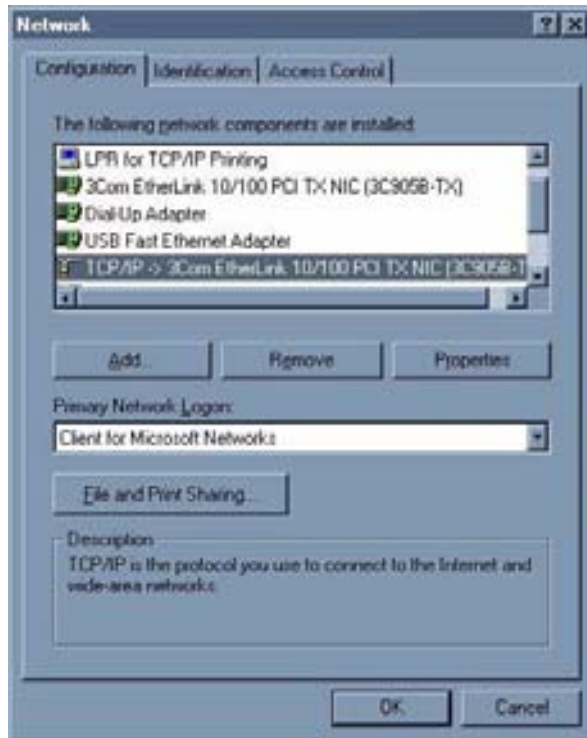 Network
Configuration Identification Access Control
The following network components are installed:
LPR for TCP/IP Printing
3Com EtherLink 10/100 PCI TX NIC (3C905B-TX)
Dial-Up Adapter
USB Fast Ethernet Adapter
TCP/IP -> 3Com EtherLink 10/100 PCI TX NIC (3C905B-T
Add...
Remove
Properties
Primary Network Logon:
Client for Microsoft Networks
File and Print Sharing...
Description
TCP/IP is the protocol you use to connect to the Internet and
wide-area networks.
OK
Cancel